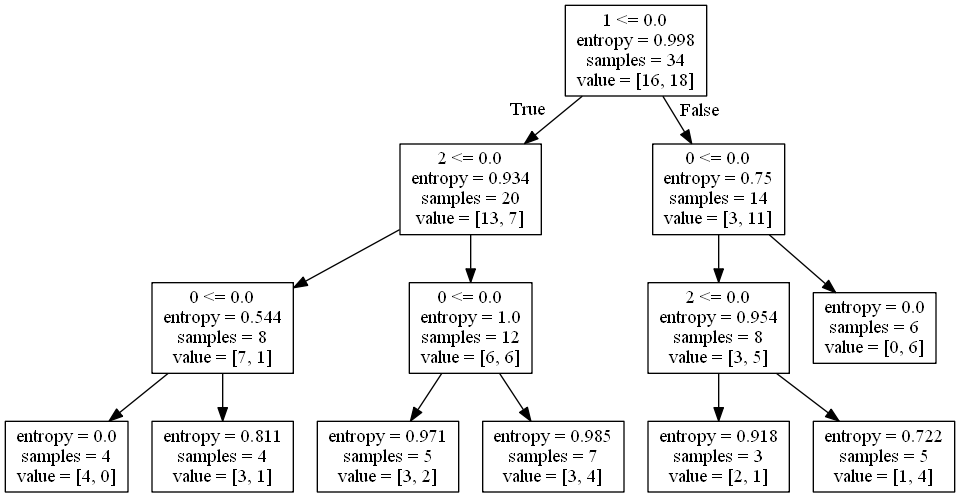 1 <= 0.0
entropy = 0.998
samples = 34
value = [16, 18]
True
False
2 <= 0.0
entropy = 0.934
samples = 20
value = [13, 7]
0 <= 0.0
entropy = 0.75
samples = 14
value = [3, 11]
0 <= 0.0
entropy = 0.544
samples = 8
value = [7, 1]
0 <= 0.0
entropy = 1.0
samples = 12
value = [6, 6]
2 <= 0.0
entropy = 0.954
samples = 8
value = [3, 5]
entropy = 0.0
samples = 6
value = [0, 6]
entropy = 0.0
samples = 4
value = [4, 0]
entropy = 0.811
samples = 4
value = [3, 1]
entropy = 0.971
samples = 5
value = [3, 2]
entropy = 0.985
samples = 7
value = [3, 4]
entropy = 0.918
samples = 3
value = [2, 1]
entropy = 0.722
samples = 5
value = [1, 4]